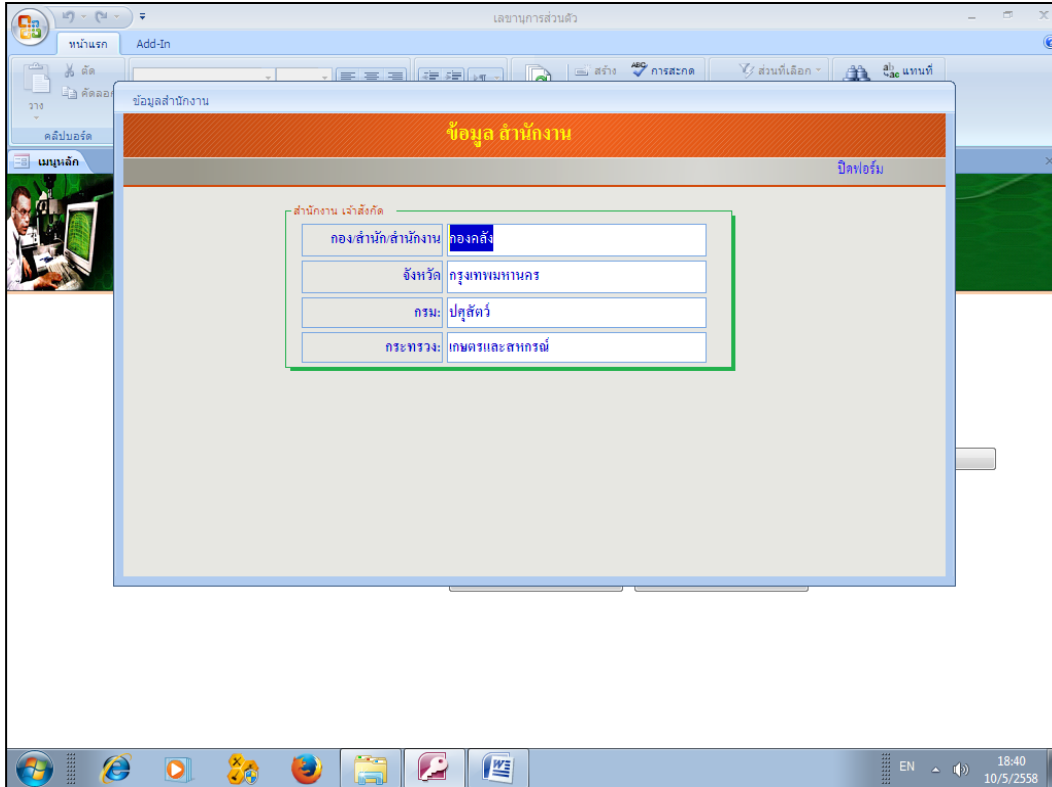 เลขานุการส่วนตัว
หน้าแรก Add-In
ตัด
สร้าง ABC การสะกด ส่วนที่เลือก แทนที่
วาง
คลิปบอร์ด
ข้อมูลสำนักงาน
ข้อมูล สำนักงาน
เมนูหลัก
ปิดฟอร์ม
สำนักงาน เจ้าสังกัด
กอง/สำนัก/สำนักงาน กองคลัง
จังหวัด กรุงเทพมหานคร
กรม: ปศุสัตว์
กระทรวง: เกษตรและสหกรณ์
EN
18:40
10/5/2558